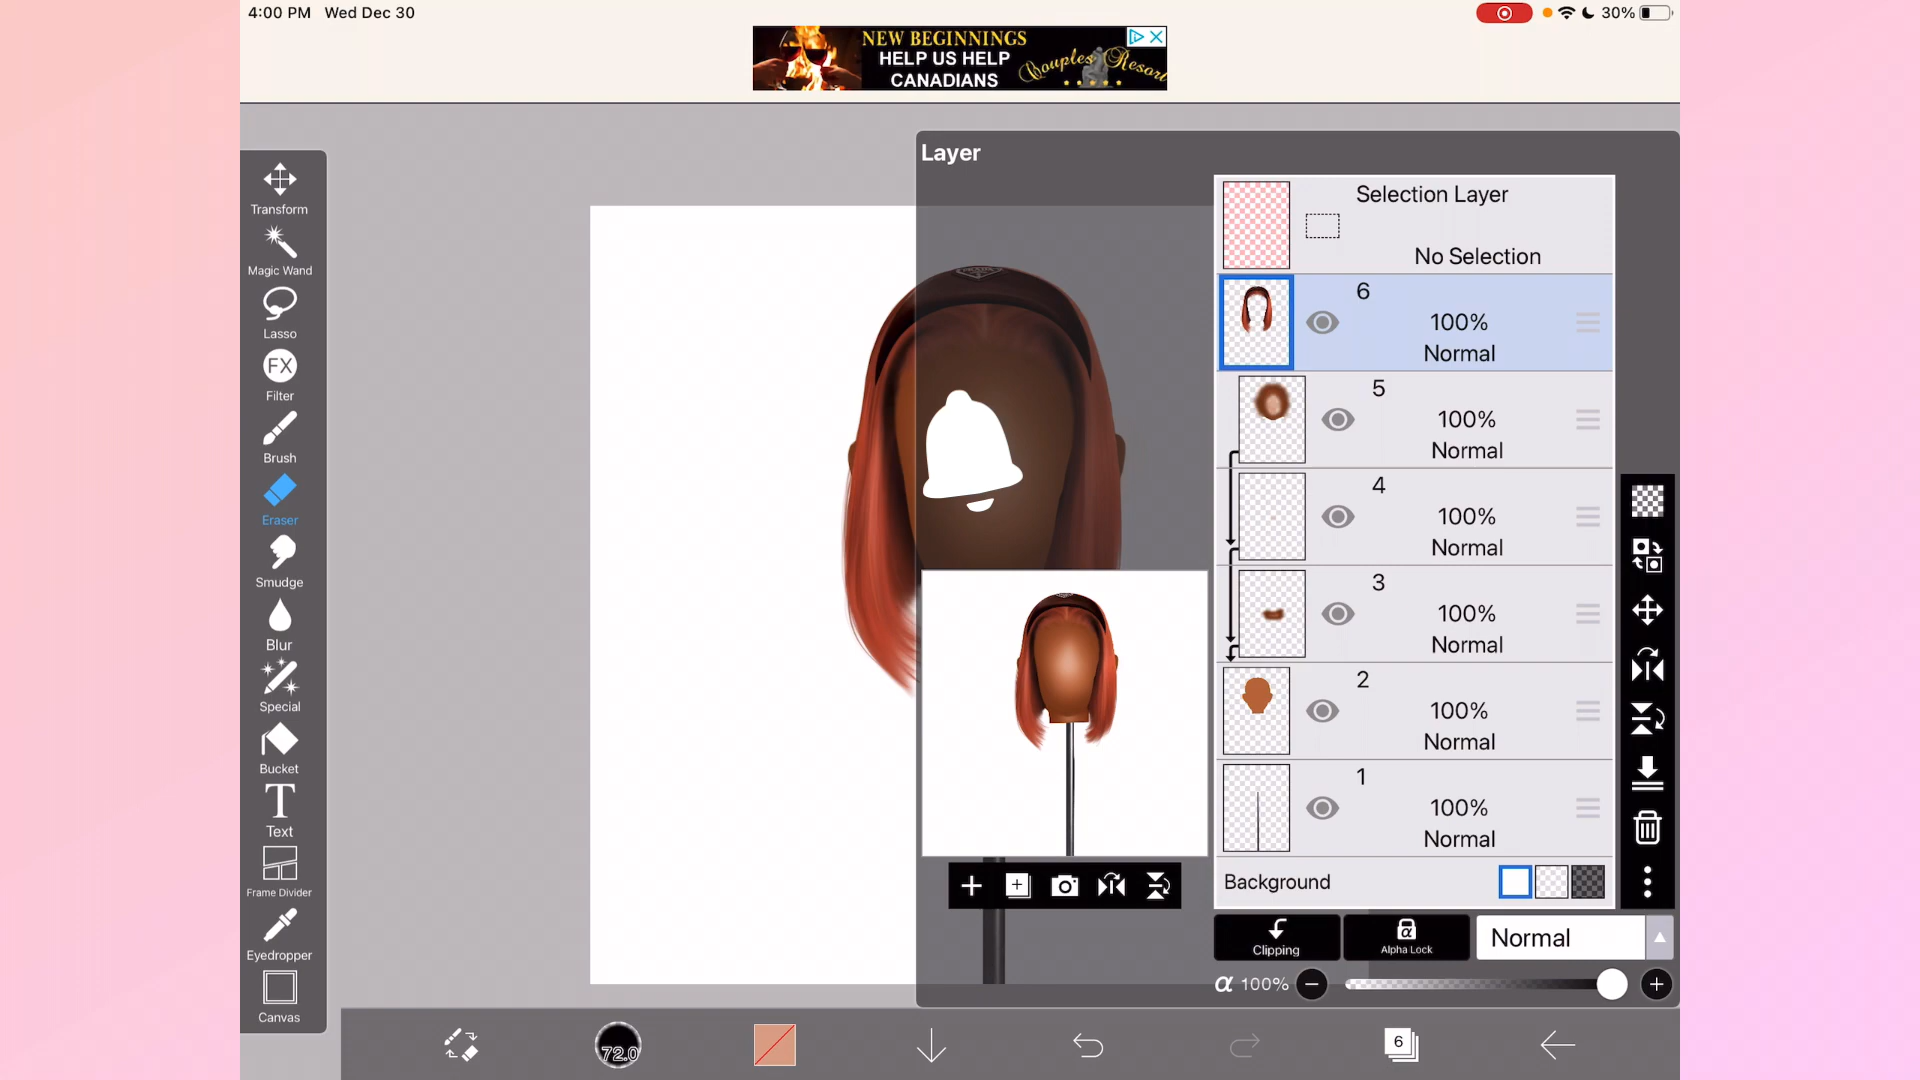 4:00 PM Wed Dec 30
30%
NEW BEGINNINGS
HELP US HELP
CANADIANS
Couples Resort
Layer
Transform
Magic Wand
Lasso
FX
Filter
Brush
Eraser
Smudge
Blur
Special
Bucket
T
Text
Frame Divider
Eyedropper
Canvas
Selection Layer
No Selection
6
100%
Normal
5
100%
Normal
4
100%
Normal
3
100%
Normal
2
100%
Normal
1
100%
Normal
Background
Clipping
α
Alpha Lock
Normal
α 100%
72.0
6